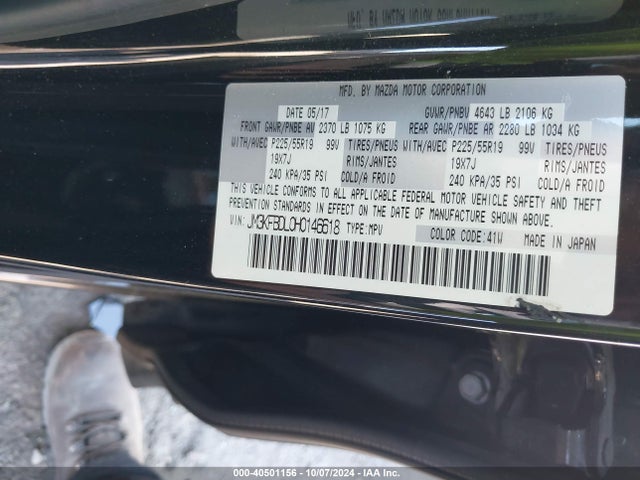 MFD. BY MAZDA MOTOR CORPORATION
DATE 05/17 GVWR/PNBV 4643 LB 2106 KG
FRONT GAWR/PNBE AV 2370 LB 1075 KG REAR GAWR/PNBE AR 2280 LB 1034 KG
WITH/AVEC P225/55R19 99V TIRES/PNEUS WITH/AVEC P225/55R19 99V TIRES/PNEUS
19X7J RIMS/JANTES 19X7J RIMS/JANTES
240 KPA/35 PSI COLD/A FROID 240 KPA/35 PSI COLD/A FROID
THIS VEHICLE CONFORMS TO ALL APPLICABLE FEDERAL MOTOR VEHICLE SAFETY AND THEFT
PREVENTION STANDARDS IN EFFECT ON THE DATE OF MANUFACTURE SHOWN ABOVE.
VIN: JM3KFBDL0H0146618 TYPE: MPV
COLOR CODE: 41W MADE IN JAPAN
000-40501156 - 10/07/2024 - IAA Inc.